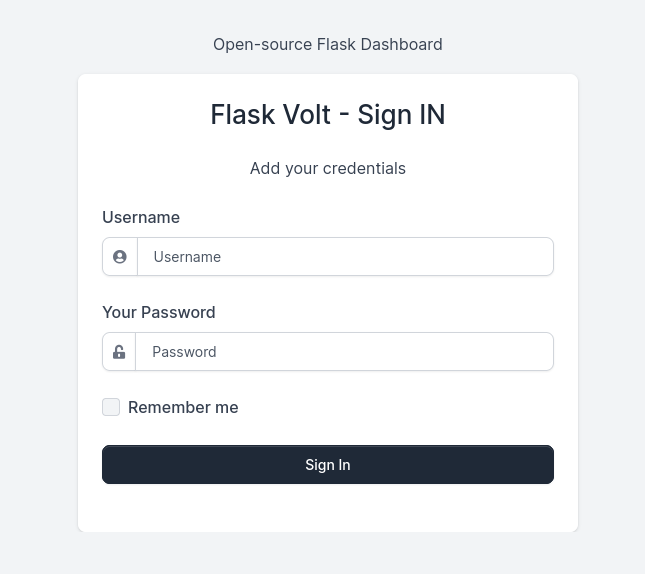 Open-source Flask Dashboard
Flask Volt - Sign IN
Add your credentials
Username
Username
Your Password
Password
Remember me
Sign In